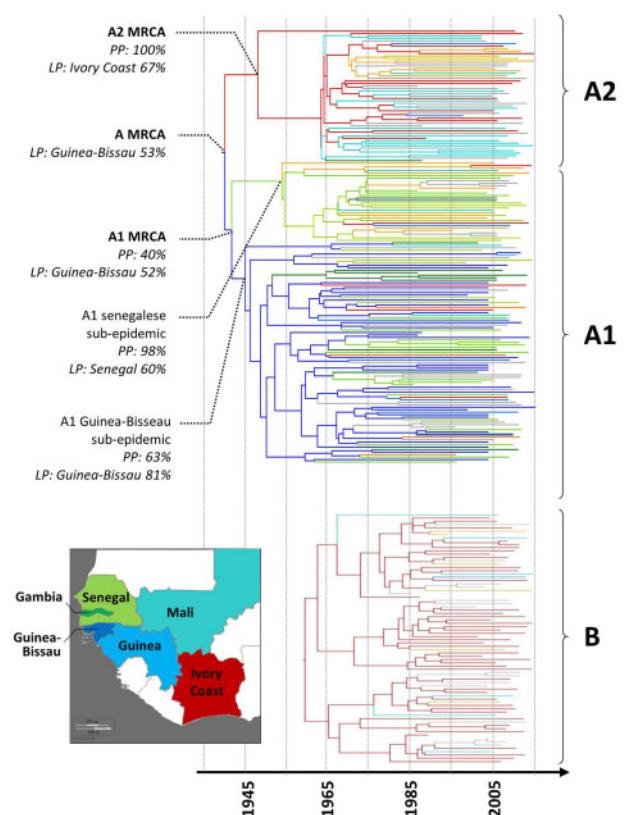 A2 MRCA
PP: 100%
LP: Ivory Coast 67%
A MRCA
LP: Guinea-Bissau 53%
A1 MRCA
PP: 40%
LP: Guinea-Bissau 52%
A1 senegalese
sub-epidemic
PP: 98%
LP: Senegal 60%
A1 Guinea-Bisseau
sub-epidemic
PP: 63%
LP: Guinea-Bissau 81%
A2
A1
B
Senegal
Gambia
Mali
Guinea-
Bissau
Guinea
Ivory
Coast
1945
1965
1985
2005